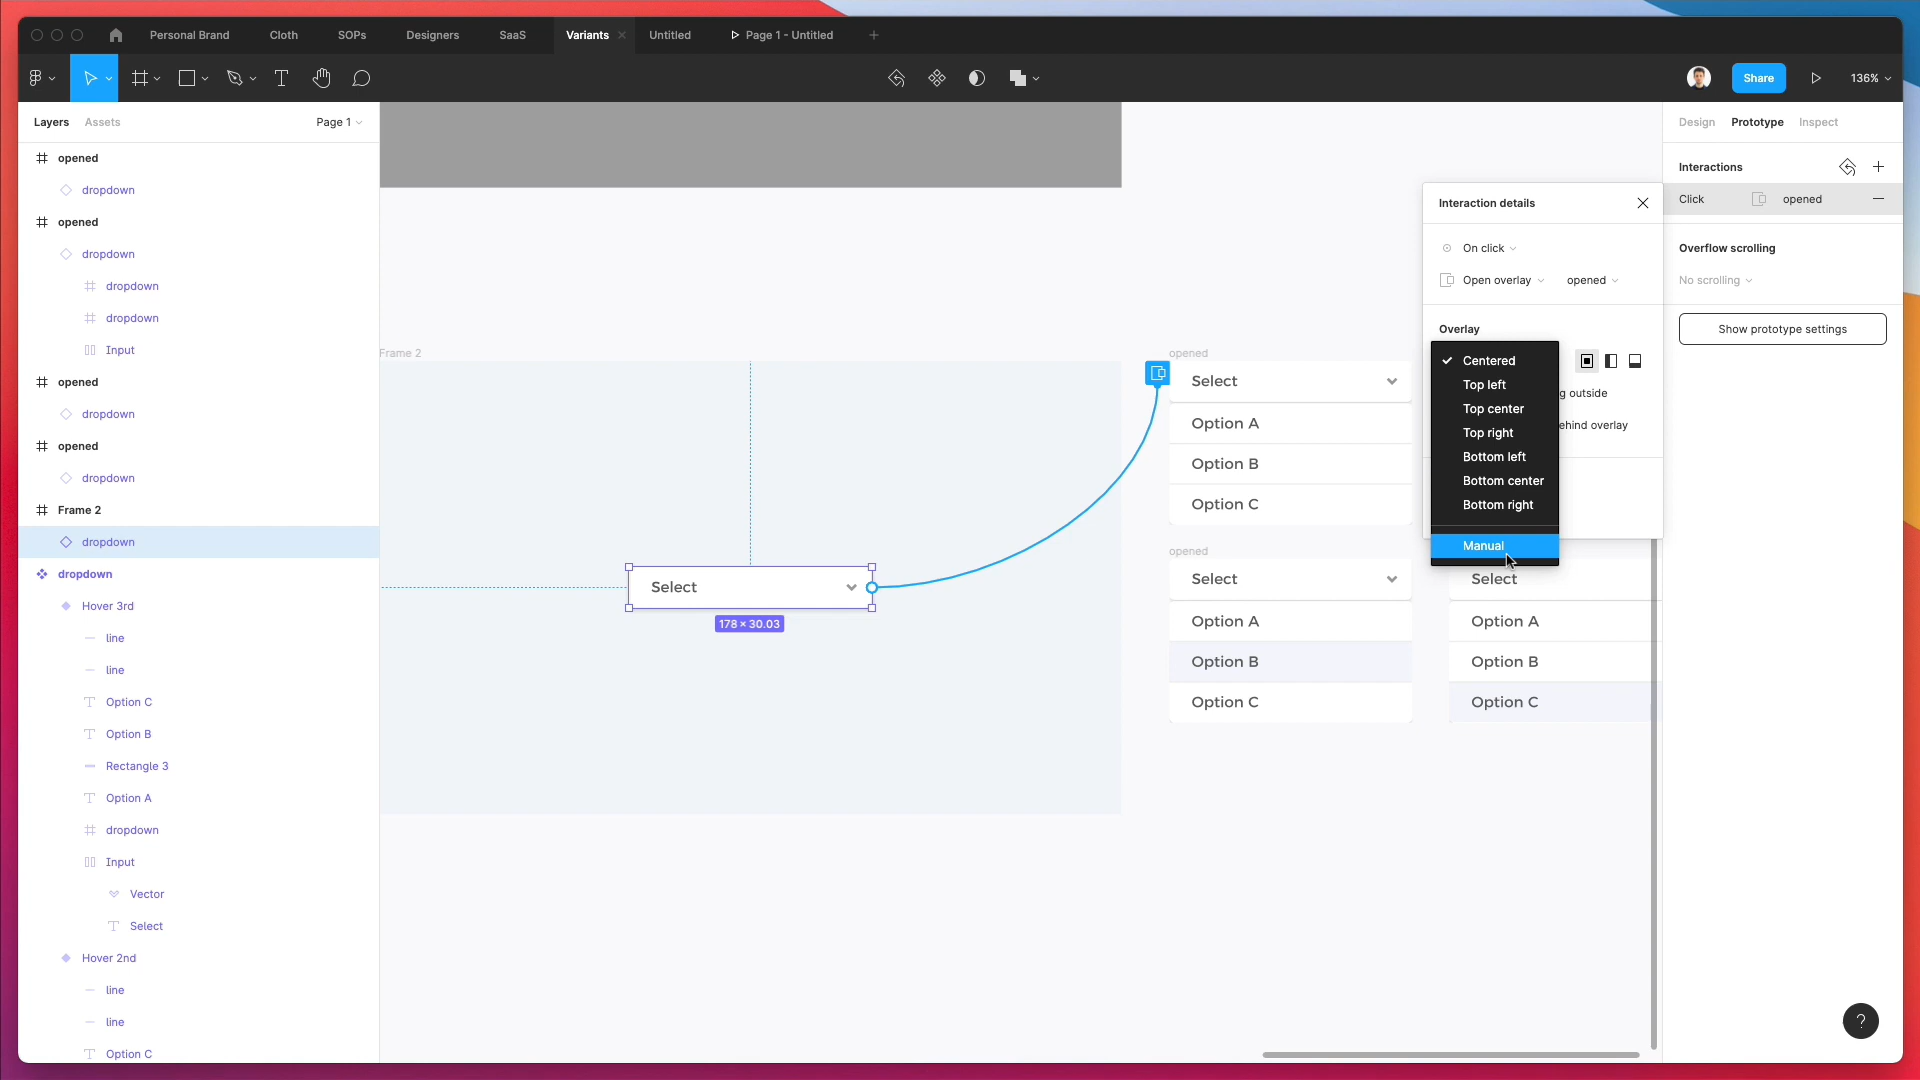 Personal Brand
Cloth
SOPs
Designers
SaaS
Variants
Untitled
Page 1 - Untitled
Share
136%
Layers
Assets
Page 1
opened
dropdown
opened
dropdown
dropdown
dropdown
Input
opened
dropdown
opened
dropdown
Frame 2
dropdown
dropdown
Hover 3rd
line
line
Option C
Option B
Rectangle 3
Option A
dropdown
Input
Vector
Select
Hover 2nd
line
line
Option C
Frame 2
Select
178 × 30.03
opened
Select
Option A
Option B
Option C
opened
Select
Option A
Option B
Option C
Select
Option A
Option B
Option C
Interaction details
On click
Open overlay
opened
Overlay
Centered
Top left
Top center
Top right
Bottom left
Bottom center
Bottom right
Manual
g outside
ehind overlay
Design
Prototype
Inspect
Interactions
Click
opened
Overflow scrolling
No scrolling
Show prototype settings
?